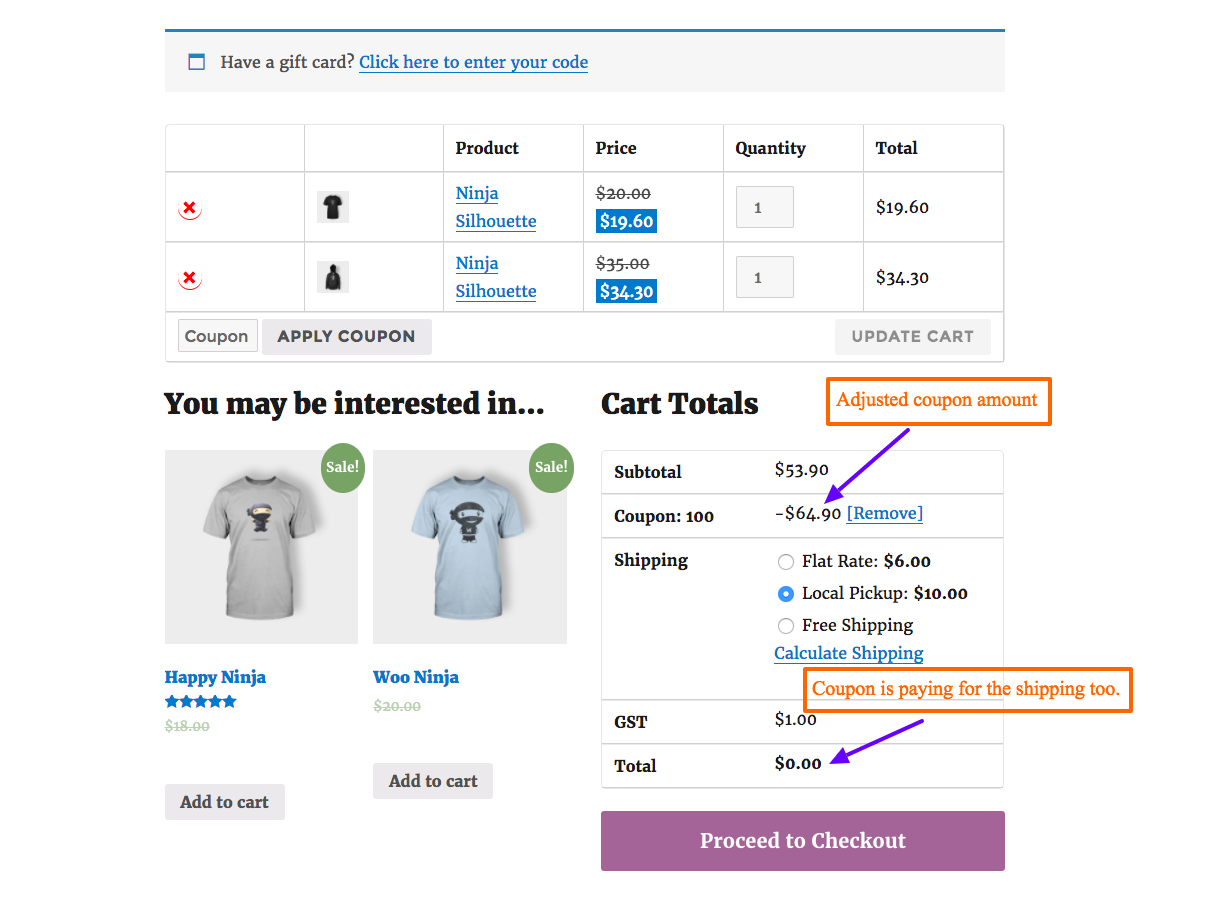 Have a gift card? Click here to enter your code
Product Price Quantity Total
Ninja Silhouette $20.00 $19.60 1 $19.60
Ninja Silhouette $35.00 $34.30 1 $34.30
Coupon APPLY COUPON UPDATE CART
You may be interested in...
Sale!
Happy Ninja
$18.00
Add to cart
Sale!
Woo Ninja
$20.00
Add to cart
Cart Totals
Adjusted coupon amount
Subtotal $53.90
Coupon: 100 -$64.90 [Remove]
Shipping Flat Rate: $6.00
Local Pickup: $10.00
Free Shipping
Calculate Shipping
Coupon is paying for the shipping too.
GST $1.00
Total $0.00
Proceed to Checkout